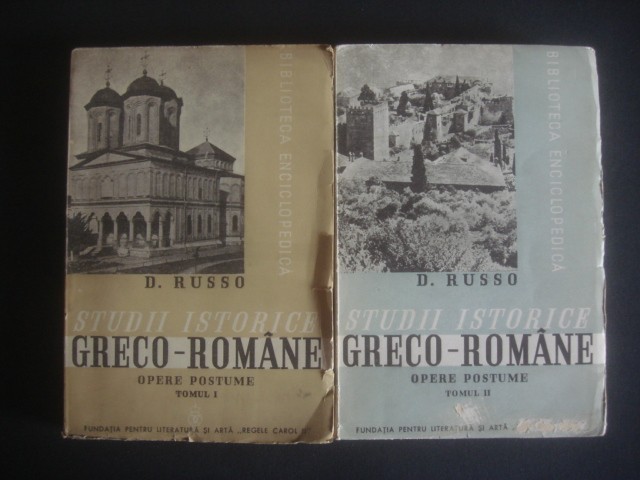 BIBLIOTECA ENCICLOPEDICA
D. RUSSO
STUDII ISTORICE
GRECO-ROMÂNE
OPERE POSTUME
TOMUL I
FUNDAȚIA PENTRU LITERATURĂ ȘI ARTĂ „REGELE CAROL
BIBLIOTECA ENCICLOPEDICĂ
D. RUSSO
STUDII ISTORICE
GRECO-ROMÂNE
OPERE POSTUME
TOMUL II
FUNDAȚIA PENTRU LITERATURĂ ȘI ARTĂ